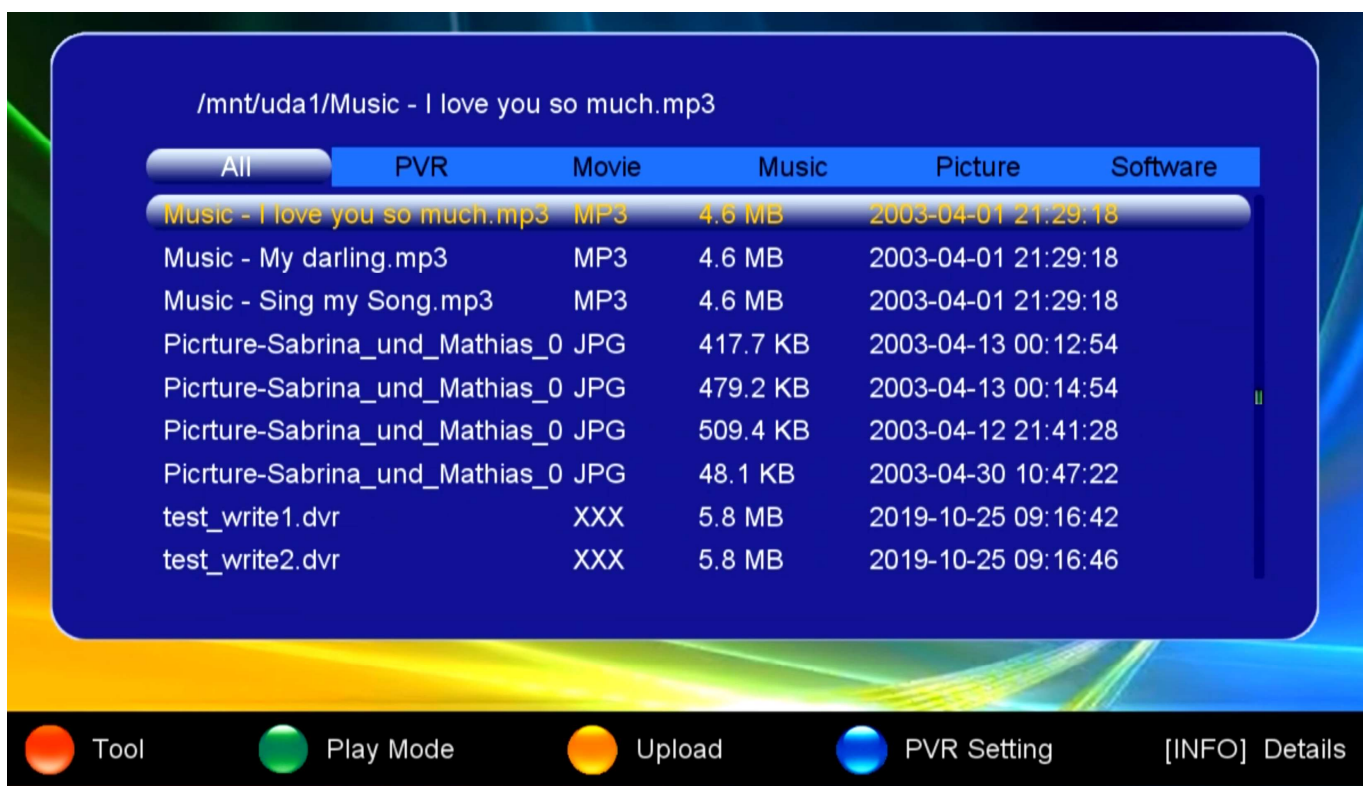 /mnt/uda1/Music - I love you so much.mp3
All PVR Movie Music Picture Software
Music - I love you so much.mp3 MP3 4.6 MB 2003-04-01 21:29:18
Music - My darling.mp3 MP3 4.6 MB 2003-04-01 21:29:18
Music - Sing my Song.mp3 MP3 4.6 MB 2003-04-01 21:29:18
Picrture-Sabrina_und_Mathias_0 JPG 417.7 KB 2003-04-13 00:12:54
Picrture-Sabrina_und_Mathias_0 JPG 479.2 KB 2003-04-13 00:14:54
Picrture-Sabrina_und_Mathias_0 JPG 509.4 KB 2003-04-12 21:41:28
Picrture-Sabrina_und_Mathias_0 JPG 48.1 KB 2003-04-30 10:47:22
test_write1.dvr XXX 5.8 MB 2019-10-25 09:16:42
test_write2.dvr XXX 5.8 MB 2019-10-25 09:16:46
Tool Play Mode Upload PVR Setting [INFO] Details